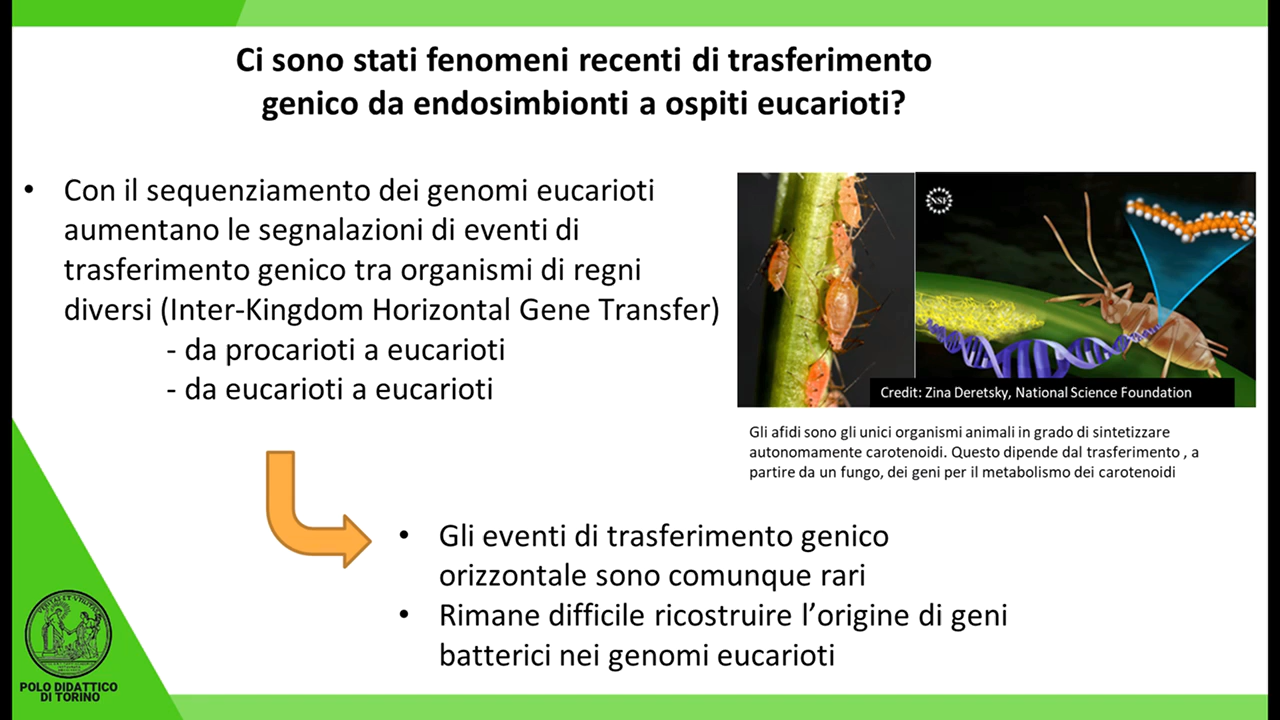 Ci sono stati fenomeni recenti di trasferimento
genico da endosimbionti a ospiti eucarioti?
• Con il sequenziamento dei genomi eucarioti
aumentano le segnalazioni di eventi di
trasferimento genico tra organismi di regni
diversi (Inter-Kingdom Horizontal Gene Transfer)
- da procarioti a eucarioti
- da eucarioti a eucarioti
NSF
Credit: Zina Deretsky, National Science Foundation
Gli afidi sono gli unici organismi animali in grado di sintetizzare
autonomamente carotenoidi. Questo dipende dal trasferimento , a
partire da un fungo, dei geni per il metabolismo dei carotenoidi
• Gli eventi di trasferimento genico
orizzontale sono comunque rari
• Rimane difficile ricostruire l’origine di geni
batterici nei genomi eucarioti
POLO DIDATTICO
DI TORINO